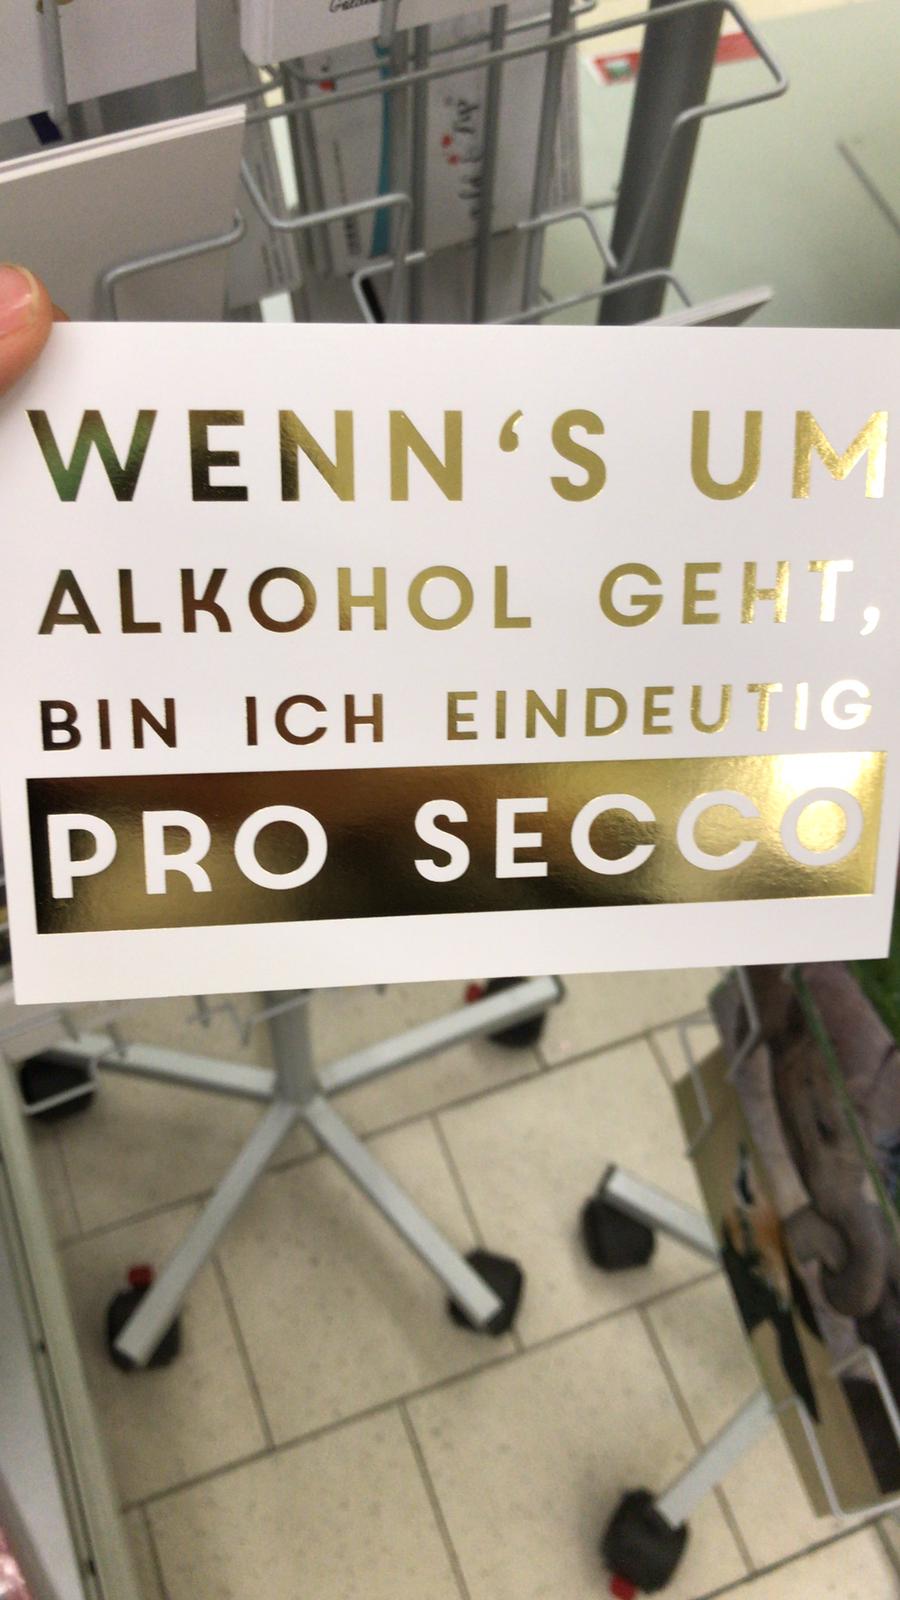 WENN‘S UM
ALKOHOL GEHT,
BIN ICH EINDEUTIG
PRO SECCO